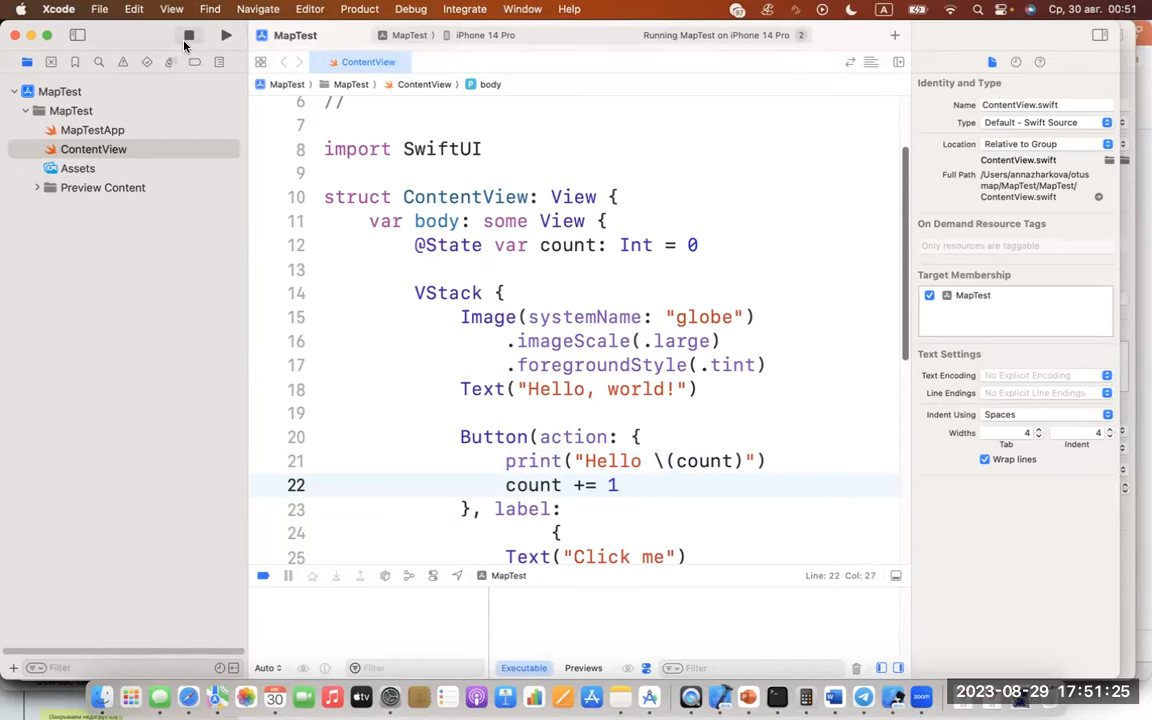 Xcode File Edit View Find Navigate Editor Product Debug Integrate Window Help A Ср, 30 авг. 00:51
MapTest MapTest iPhone 14 Pro Running MapTest on iPhone 14 Pro 2
ContentView
MapTest MapTest ContentView body
MapTest
MapTest
MapTestApp
ContentView
Assets
Preview Content
Filter
6 //
7
8 import SwiftUI
9
10 struct ContentView: View {
11 var body: some View {
12 @State var count: Int = 0
13
14 VStack {
15 Image(systemName: "globe")
16 .imageScale(.large)
17 .foregroundStyle(.tint)
18 Text("Hello, world!")
19
20 Button(action: {
21 print("Hello \(count)")
22 count += 1
23 }, label:
24 {
25 Text("Click me")
MapTest Line: 22 Col: 27
Auto Filter Executable Previews Filter
Identity and Type
Name ContentView.swift
Type Default - Swift Source
Location Relative to Group
ContentView.swift
Full Path /Users/annazharkova/otus
map/MapTest/MapTest/
ContentView.swift
On Demand Resource Tags
Only resources are taggable
Target Membership
MapTest
Text Settings
Text Encoding No Explicit Encoding
Line Endings No Explicit Line Endings
Indent Using Spaces
Widths 4 4
Tab Indent
Wrap lines
30
zoom
2023-08-29 17:51:25